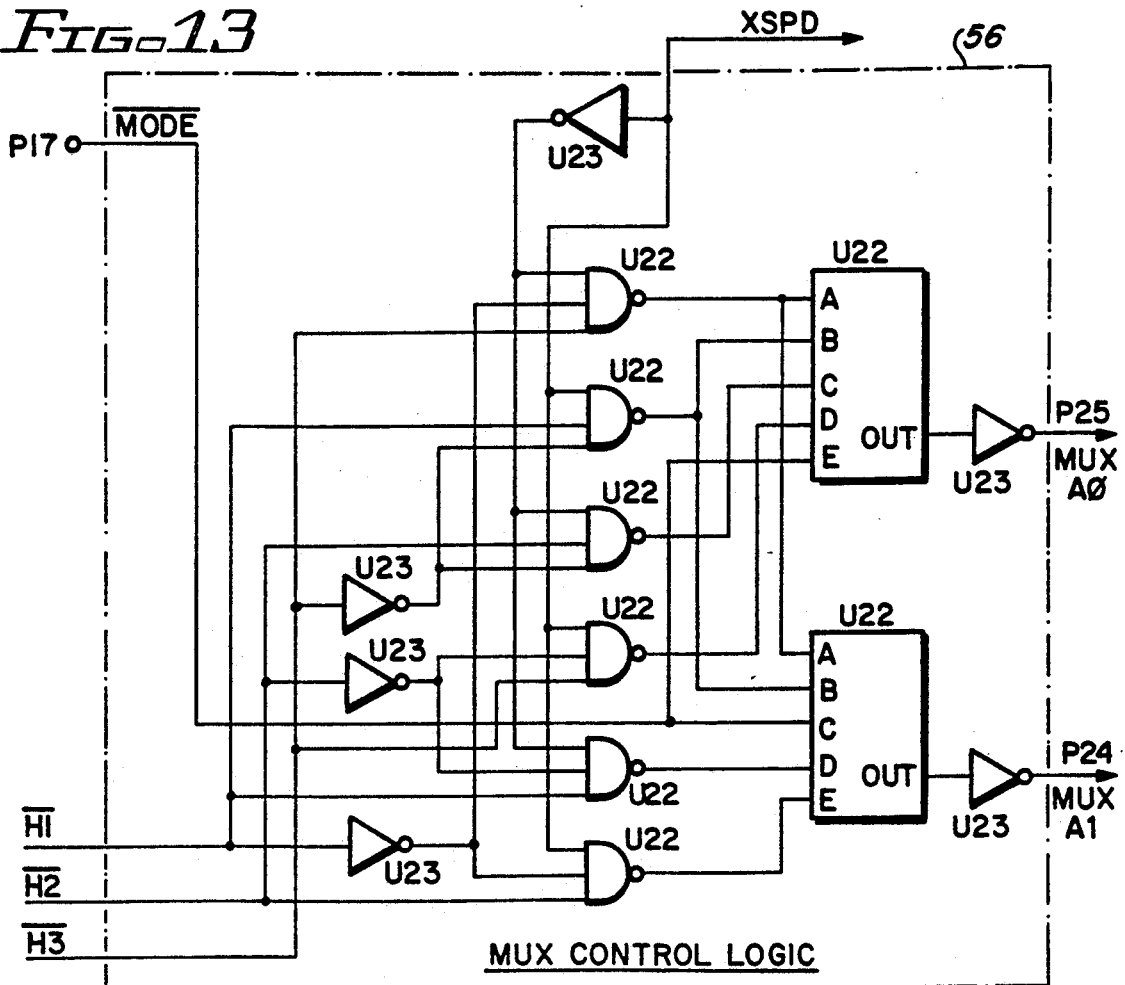 FIG. 13
XSPD
56
MODE
P17
U23
U22
U22
A
B
C
D
E
OUT
U22
P25
MUX
AØ
U23
U22
U23
U22
U22
U23
A
B
C
D
E
OUT
P24
MUX
A1
U23
U22
H1
U23
U22
H2
H3
MUX CONTROL LOGIC